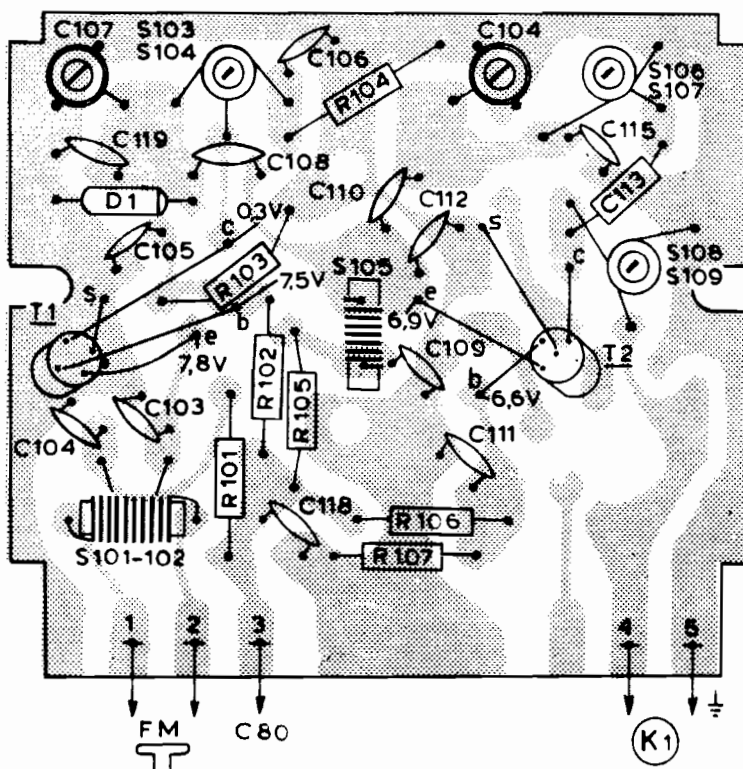 C107
S103
S104
C106
C104
S106
S107
R104
C119
C108
C115
D1
C110
C112
C113
C105
c
0,3V
s
R103
S105
c
S108
S109
7,5V
s
T1
b
e
6,9V
e
7,8V
R102
C109
T2
R105
b
6,6V
C104
C103
R101
C111
C118
R106
S101-102
R107
1
2
3
4
5
FM
C80
K1